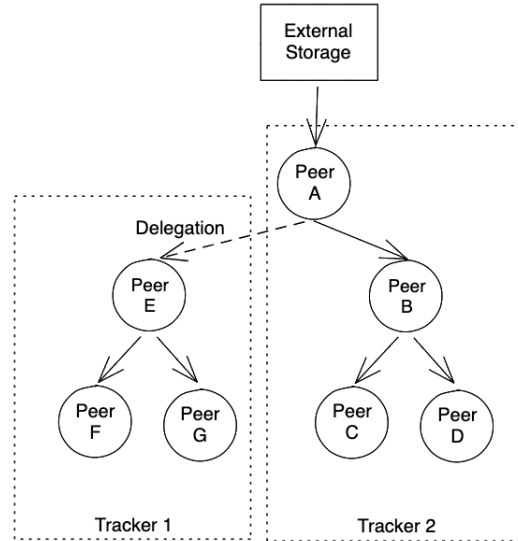 External
Storage
Peer
A
Delegation
Peer
E
Peer
B
Peer
F
Peer
G
Peer
C
Peer
D
Tracker 1
Tracker 2